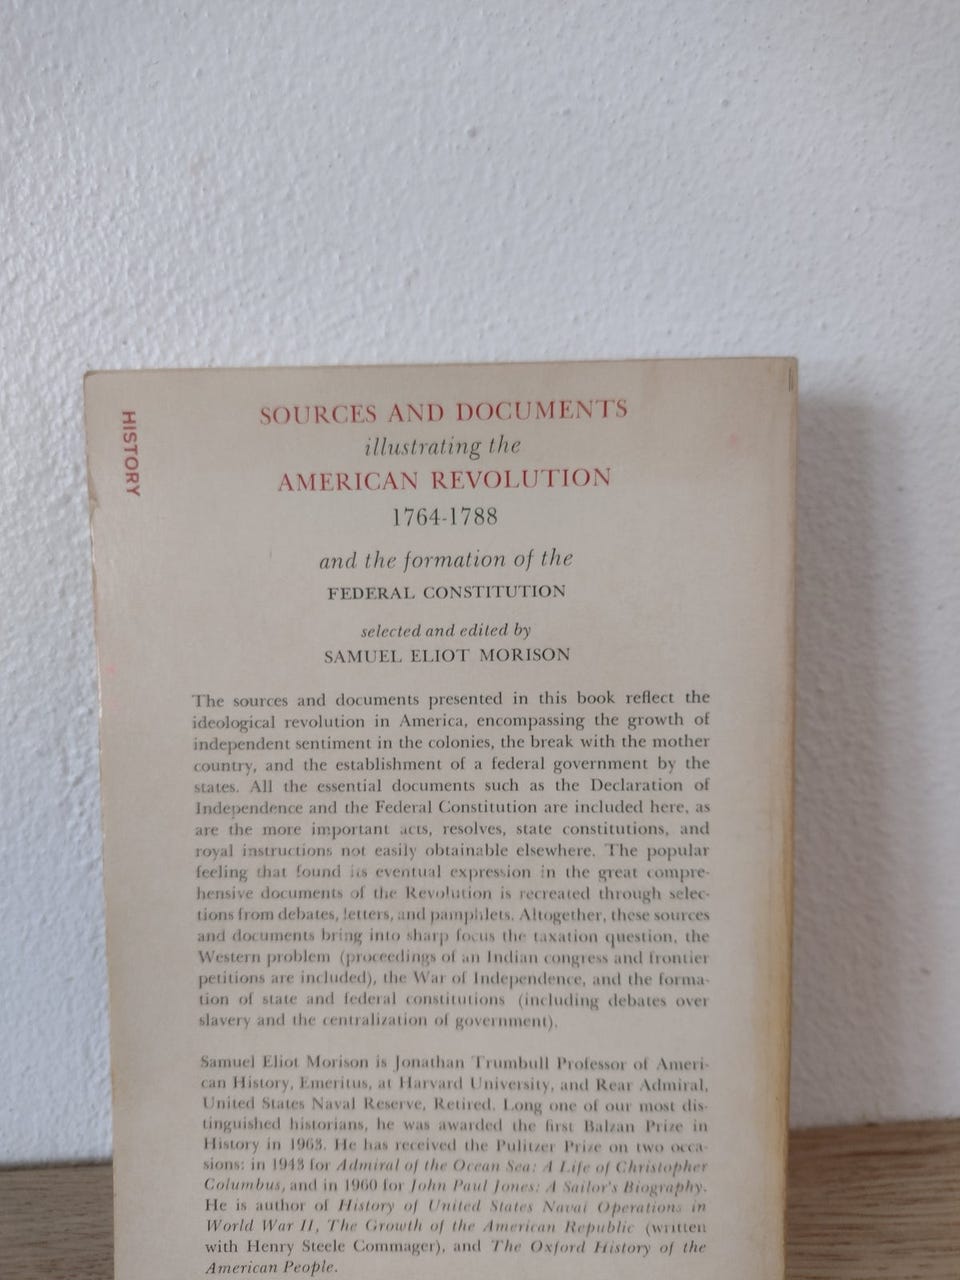 HISTORY
SOURCES AND DOCUMENTS
illustrating the
AMERICAN REVOLUTION
1764-1788
and the formation of the
FEDERAL CONSTITUTION
selected and edited by
SAMUEL ELIOT MORISON
The sources and documents presented in this book reflect the
ideological revolution in America, encompassing the growth of
independent sentiment in the colonies, the break with the mother
country, and the establishment of a federal government by the
states. All the essential documents such as the Declaration of
Independence and the Federal Constitution are included here, as
are the more important acts, resolves, state constitutions, and
royal instructions not easily obtainable elsewhere. The popular
feeling that found its eventual expression in the great compre-
hensive documents of the Revolution is recreated through selec-
tions from debates, letters, and pamphlets. Altogether, these sources
and documents bring into sharp focus the taxation question, the
Western problem (proceedings of an Indian congress and frontier
petitions are included), the War of Independence, and the forma-
tion of state and federal constitutions (including debates over
slavery and the centralization of government).
Samuel Eliot Morison is Jonathan Trumbull Professor of Ameri-
can History, Emeritus, at Harvard University, and Rear Admiral,
United States Naval Reserve, Retired. Long one of our most dis-
tinguished historians, he was awarded the first Balzan Prize in
History in 1963. He has received the Pulitzer Prize on two occa-
sions: in 1943 for Admiral of the Ocean Sea: A Life of Christopher
Columbus, and in 1960 for John Paul Jones: A Sailor's Biography.
He is author of History of United States Naval Operations in
World War II, The Growth of the American Republic (written
with Henry Steele Commager), and The Oxford History of the
American People.